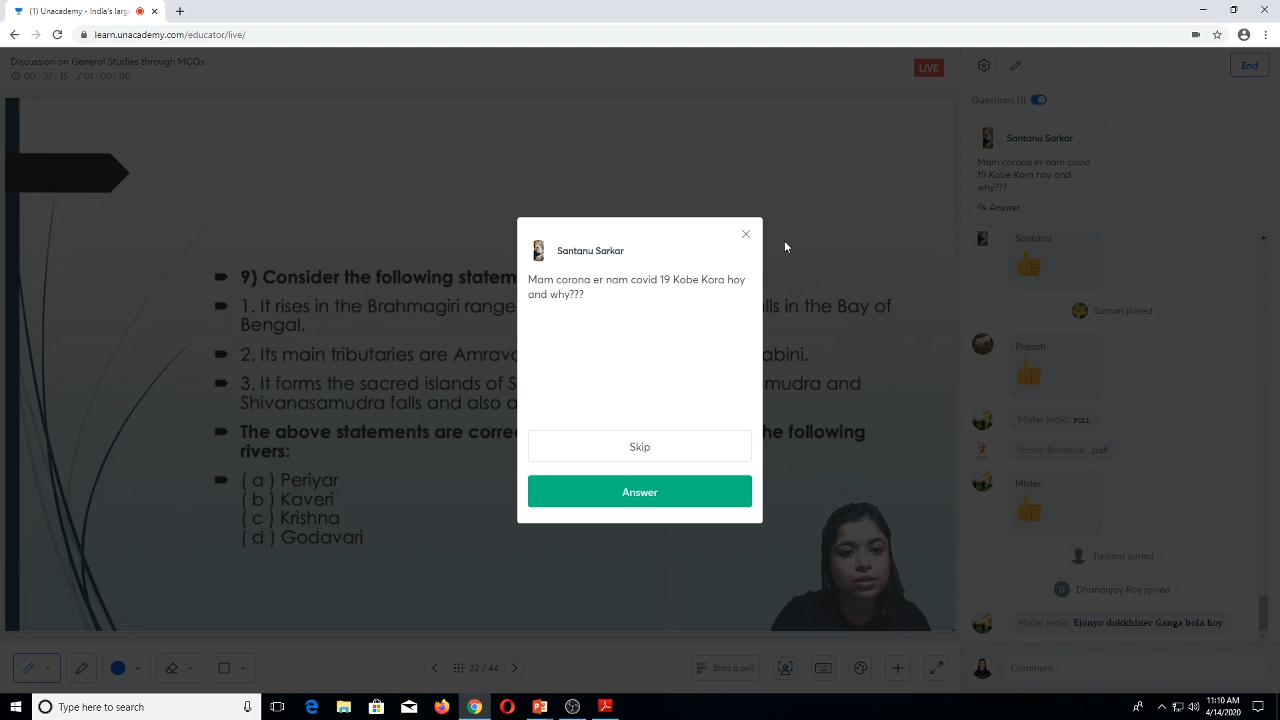 (1) Unacademy - India's larg
learn.unacademy.com/educator/live/
Discussion on General Studies through MCQs
00 : 37 : 15 / 01 : 00 : 00
LIVE
End
Questions (1)
Santanu Sarkar
Mam corona er nam covid
19 Kobe Kora hoy and
why???
Answer
9) Consider the following statem
1. It rises in the Brahmagiri range
lls in the Bay of
Bengal.
2. Its main tributaries are Amrava
abini.
3. It forms the sacred islands of S
mudra and
Shivanasamudra falls and also a
The above statements are correc
he following
rivers:
( a ) Periyar
( b ) Kaveri
( c ) Krishna
( d ) Godavari
Santanu Sarkar
Mam corona er nam covid 19 Kobe Kora hoy
and why???
Skip
Answer
Santanu
Suman joined
Pravati
Mister India POLL
Tamal Banerjee .poll
Mister
Taslima joined
D Dhananjay Roy joined
Mister India Ejonyo dokkhiner Ganga bola hoy
22 / 44
Start a poll
Comment...
Type here to search
11:10 AM
4/14/2020